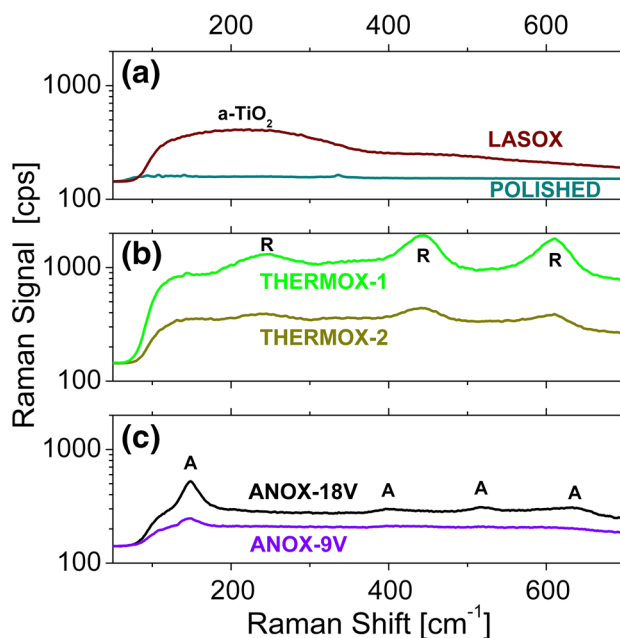 200 400 600
(a)
1000
a-TiO₂
LASOX
100
POLISHED
(b)
R
1000
R
R
THERMOX-1
THERMOX-2
100
(c)
1000
A
ANOX-18V
A
A
A
ANOX-9V
100
200 400 600
Raman Shift [cm⁻¹]
Raman Signal [cps]